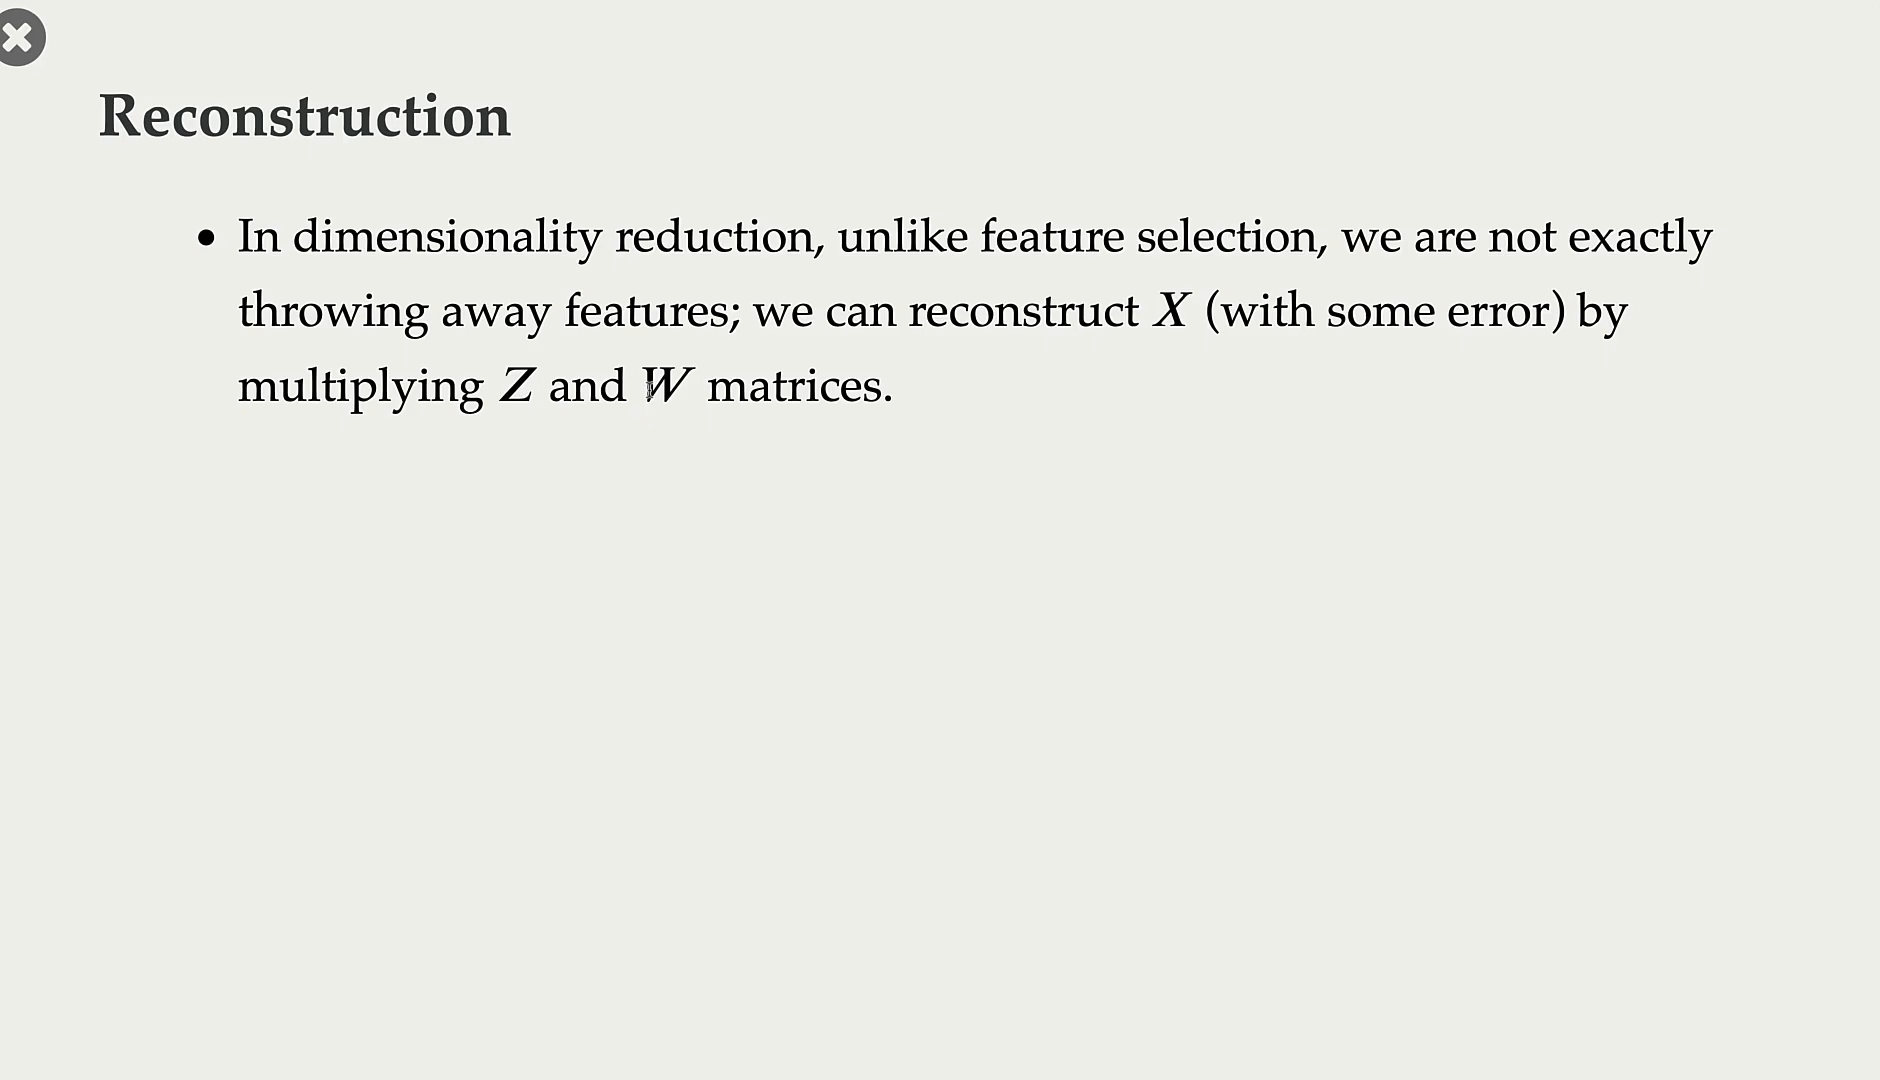 Reconstruction
• In dimensionality reduction, unlike feature selection, we are not exactly
throwing away features; we can reconstruct X (with some error) by
multiplying Z and W matrices.